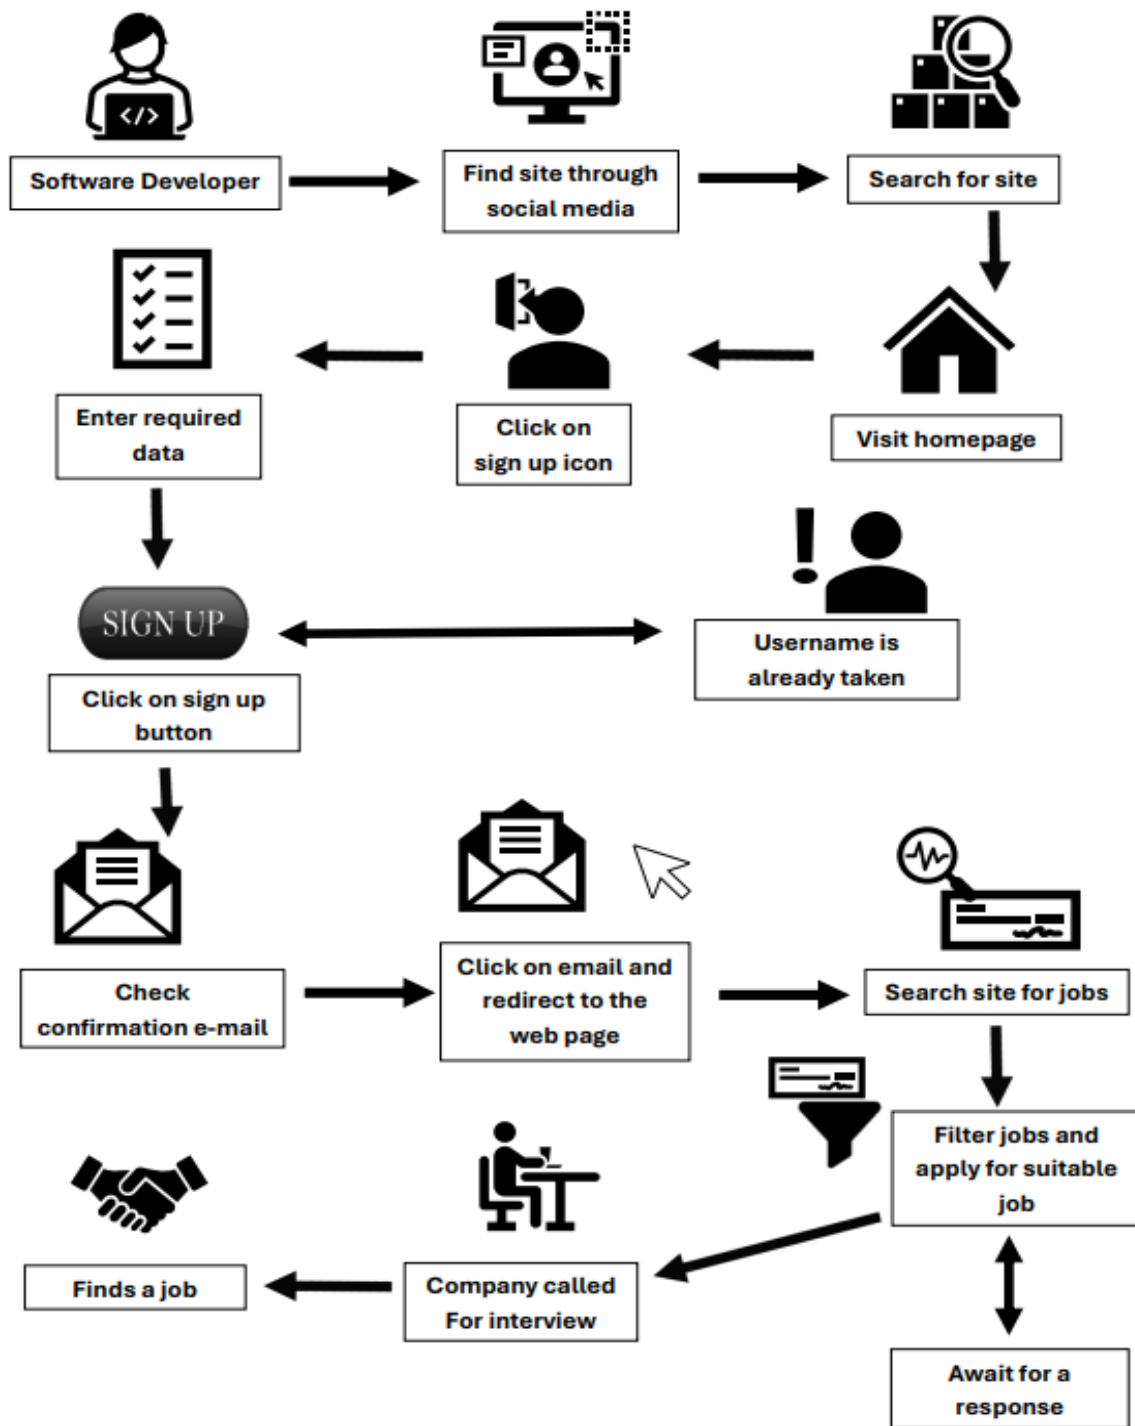 </>
Software Developer
Find site through
social media
Search for site
Enter required
data
Click on
sign up icon
Visit homepage
SIGN UP
Click on sign up
button
Username is
already taken
Check
confirmation e-mail
Click on email and
redirect to the
web page
Search site for jobs
Filter jobs and
apply for suitable
job
Finds a job
Company called
For interview
Await for a
response